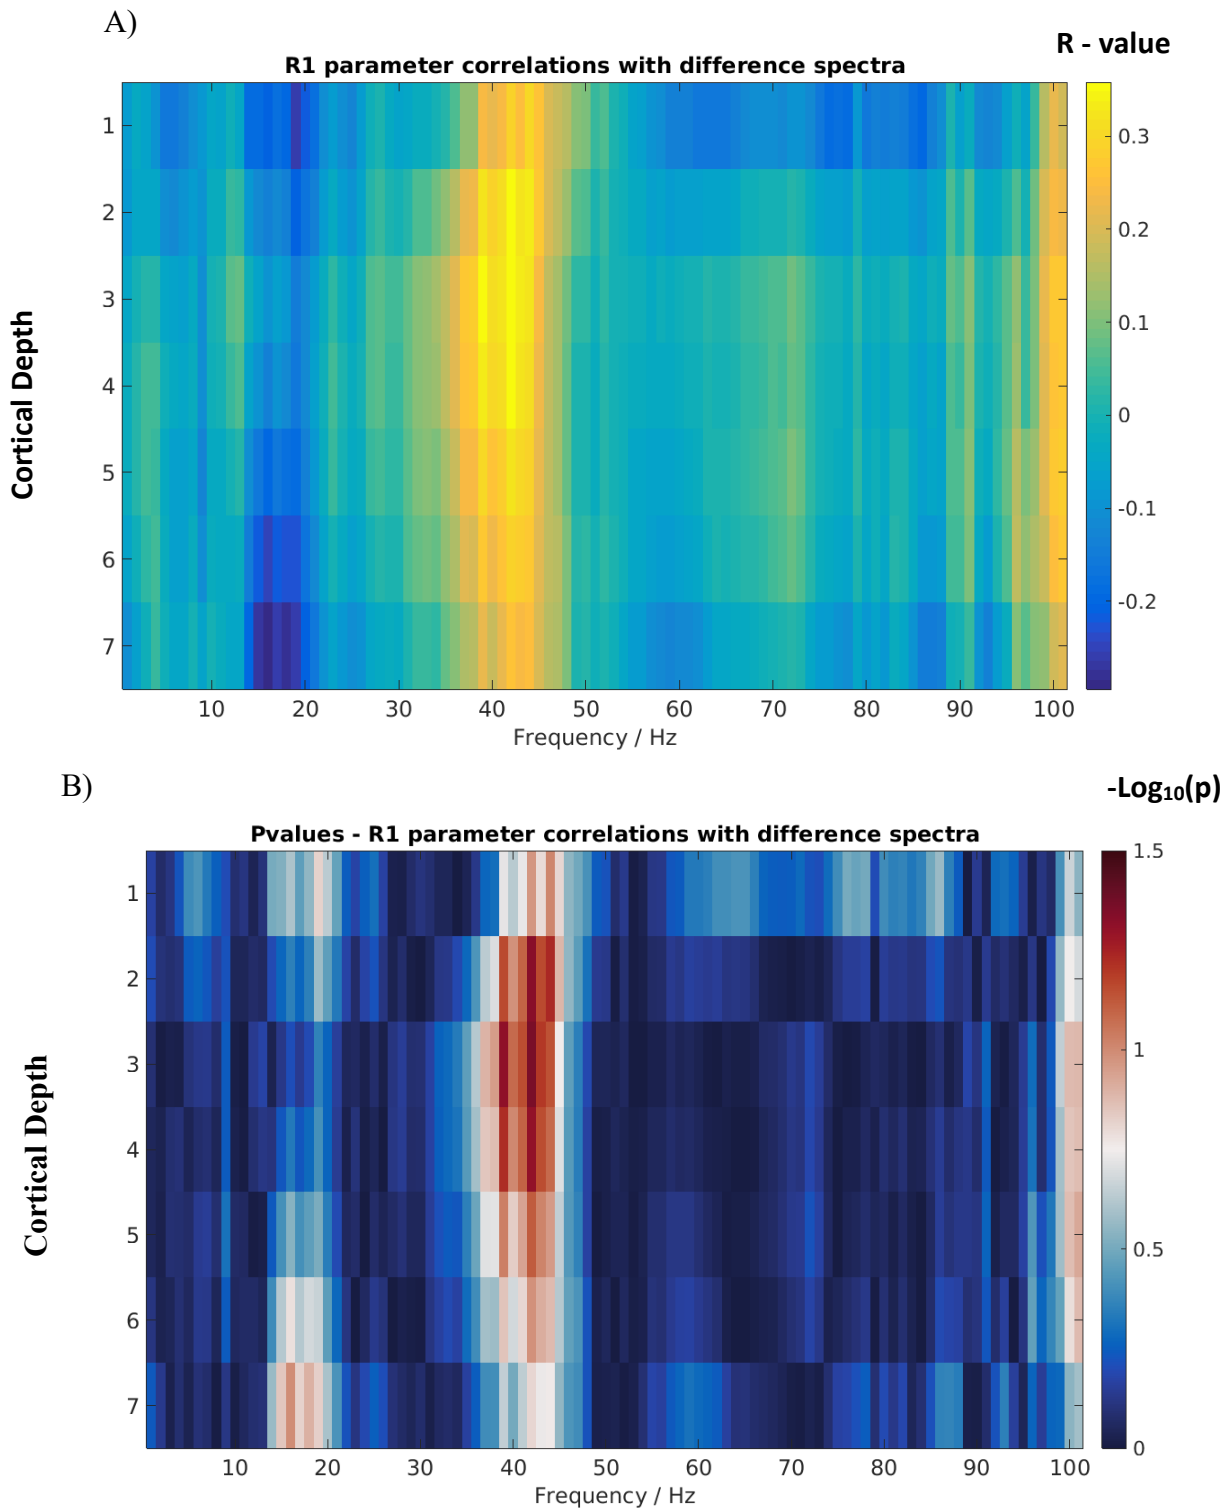 A)
R - value
R1 parameter correlations with difference spectra
0.3
0.2
0.1
0
-0.1
-0.2
Cortical Depth
1
2
3
4
5
6
7
10 20 30 40 50 60 70 80 90 100
Frequency / Hz
B)
-Log₁₀(p)
Pvalues - R1 parameter correlations with difference spectra
1.5
1
0.5
0
Cortical Depth
1
2
3
4
5
6
7
10 20 30 40 50 60 70 80 90 100
Frequency / Hz